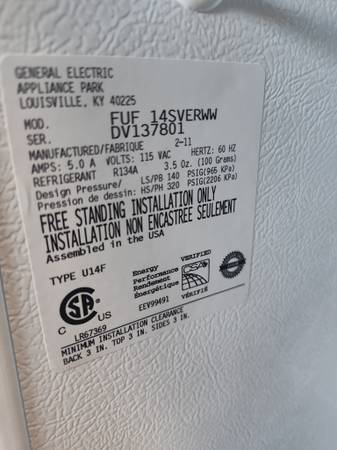 GENERAL ELECTRIC
APPLIANCE PARK
LOUISVILLE, KY 40225
MOD. FUF 14SVERWW
SER. DV137801
MANUFACTURED/FABRIQUE 2-11
AMPS: 5.0 A VOLTS: 115 VAC HERTZ: 60 HZ
REFRIGERANT R134A 3.5 Oz. (100 Grams)
Design Pressure/ LS/PB 140 PSIG(965 KPa)
Pression de dessin: HS/PH 320 PSIG(2206 KPa)
FREE STANDING INSTALLATION ONLY
INSTALLATION NON ENCASTREE SEULEMENT
Assembled in the USA
TYPE U14F
Energy
Performance
Rendement
Énergétique
VERIFIED
VÉRIFIÉ
EEV99491
C US
LR67369
MINIMUM INSTALLATION CLEARANCE
BACK 3 IN. TOP 3 IN. SIDES 3 IN.